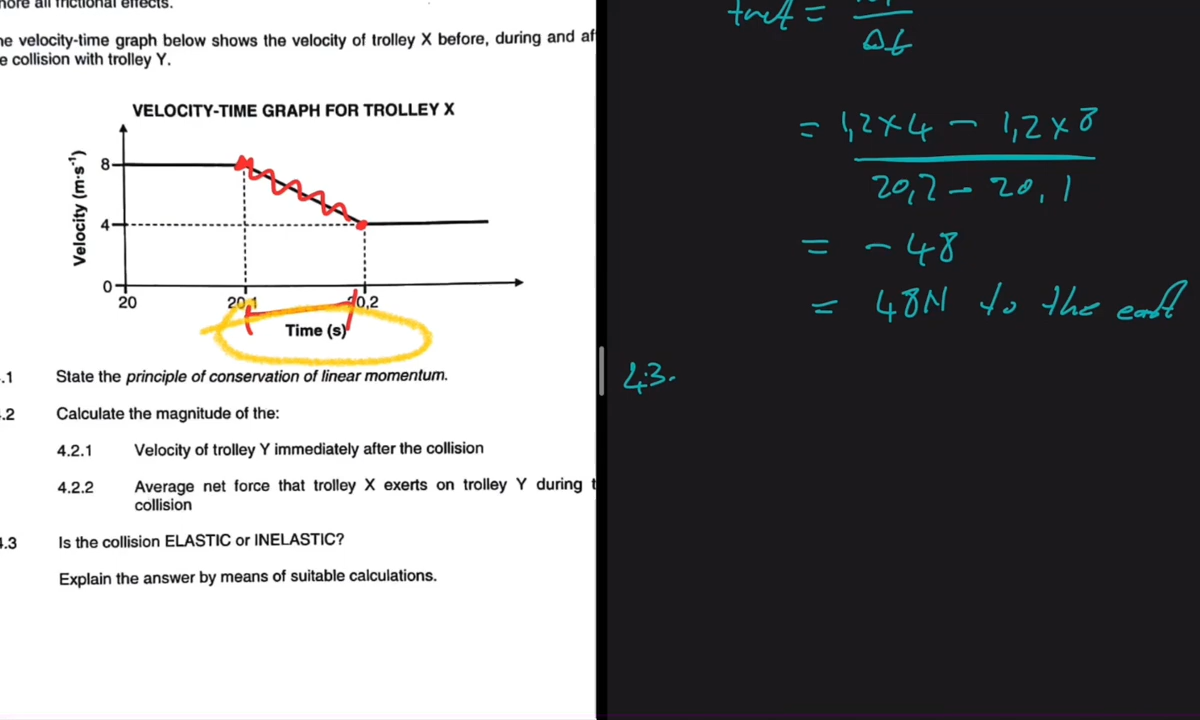 all frictional effects.
velocity-time graph below shows the velocity of trolley X before, during and
collision with trolley Y.
VELOCITY-TIME GRAPH FOR TROLLEY X
Velocity (m·s⁻¹)
8
4
0
20
20,1
20,2
Time (s)
.1 State the principle of conservation of linear momentum.
.2 Calculate the magnitude of the:
4.2.1 Velocity of trolley Y immediately after the collision
4.2.2 Average net force that trolley X exerts on trolley Y during
collision
.3 Is the collision ELASTIC or INELASTIC?
Explain the answer by means of suitable calculations.
Fnet =
Δt
= 1,2×4 − 1,2×8
20,2 − 20,1
= − 48
= 48N to the east
4.3.